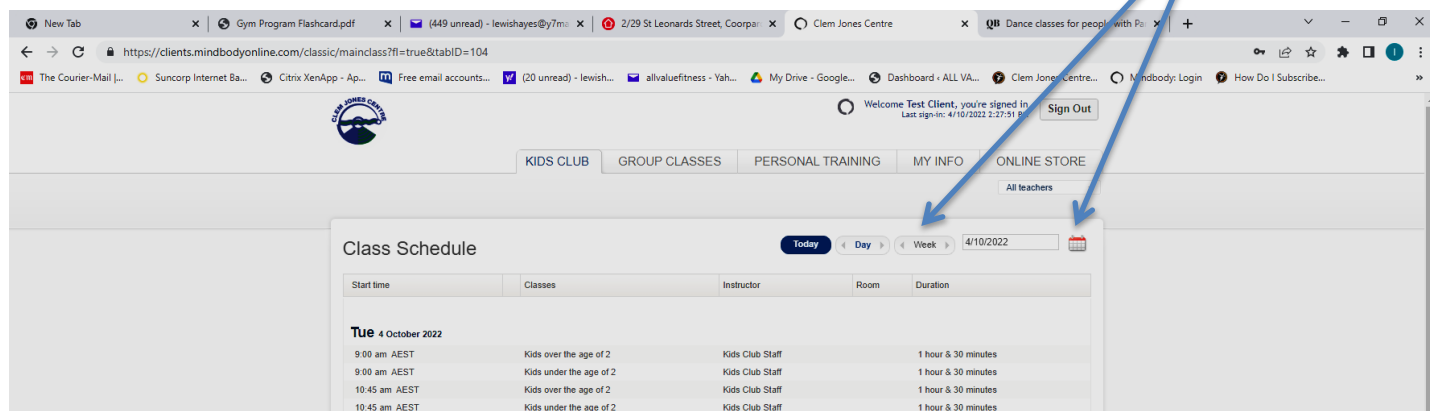 New Tab
Gym Program Flashcard.pdf
(449 unread) - lewishayes@y7ma
2/29 St Leonards Street, Coorpar
Clem Jones Centre
QB Dance classes for people with Pa
https://clients.mindbodyonline.com/classic/mainclass?fl=true&tabID=104
The Courier-Mail |...
Suncorp Internet Ba...
Citrix XenApp - Ap...
Free email accounts...
(20 unread) - lewish...
allvaluefitness - Yah...
My Drive - Google...
Dashboard ‹ ALL VA...
Clem Jones Centre...
Mindbody: Login
How Do I Subscribe...
CLEM JONES CENTRE
Welcome Test Client, you're signed in
Last sign-in: 4/10/2022 2:27:51
Sign Out
KIDS CLUB GROUP CLASSES PERSONAL TRAINING MY INFO ONLINE STORE
All teachers
Class Schedule
Today Day Week 4/10/2022
Start time Classes Instructor Room Duration
Tue 4 October 2022
9:00 am AEST Kids over the age of 2 Kids Club Staff 1 hour & 30 minutes
9:00 am AEST Kids under the age of 2 Kids Club Staff 1 hour & 30 minutes
10:45 am AEST Kids over the age of 2 Kids Club Staff 1 hour & 30 minutes
10:45 am AEST Kids under the age of 2 Kids Club Staff 1 hour & 30 minutes